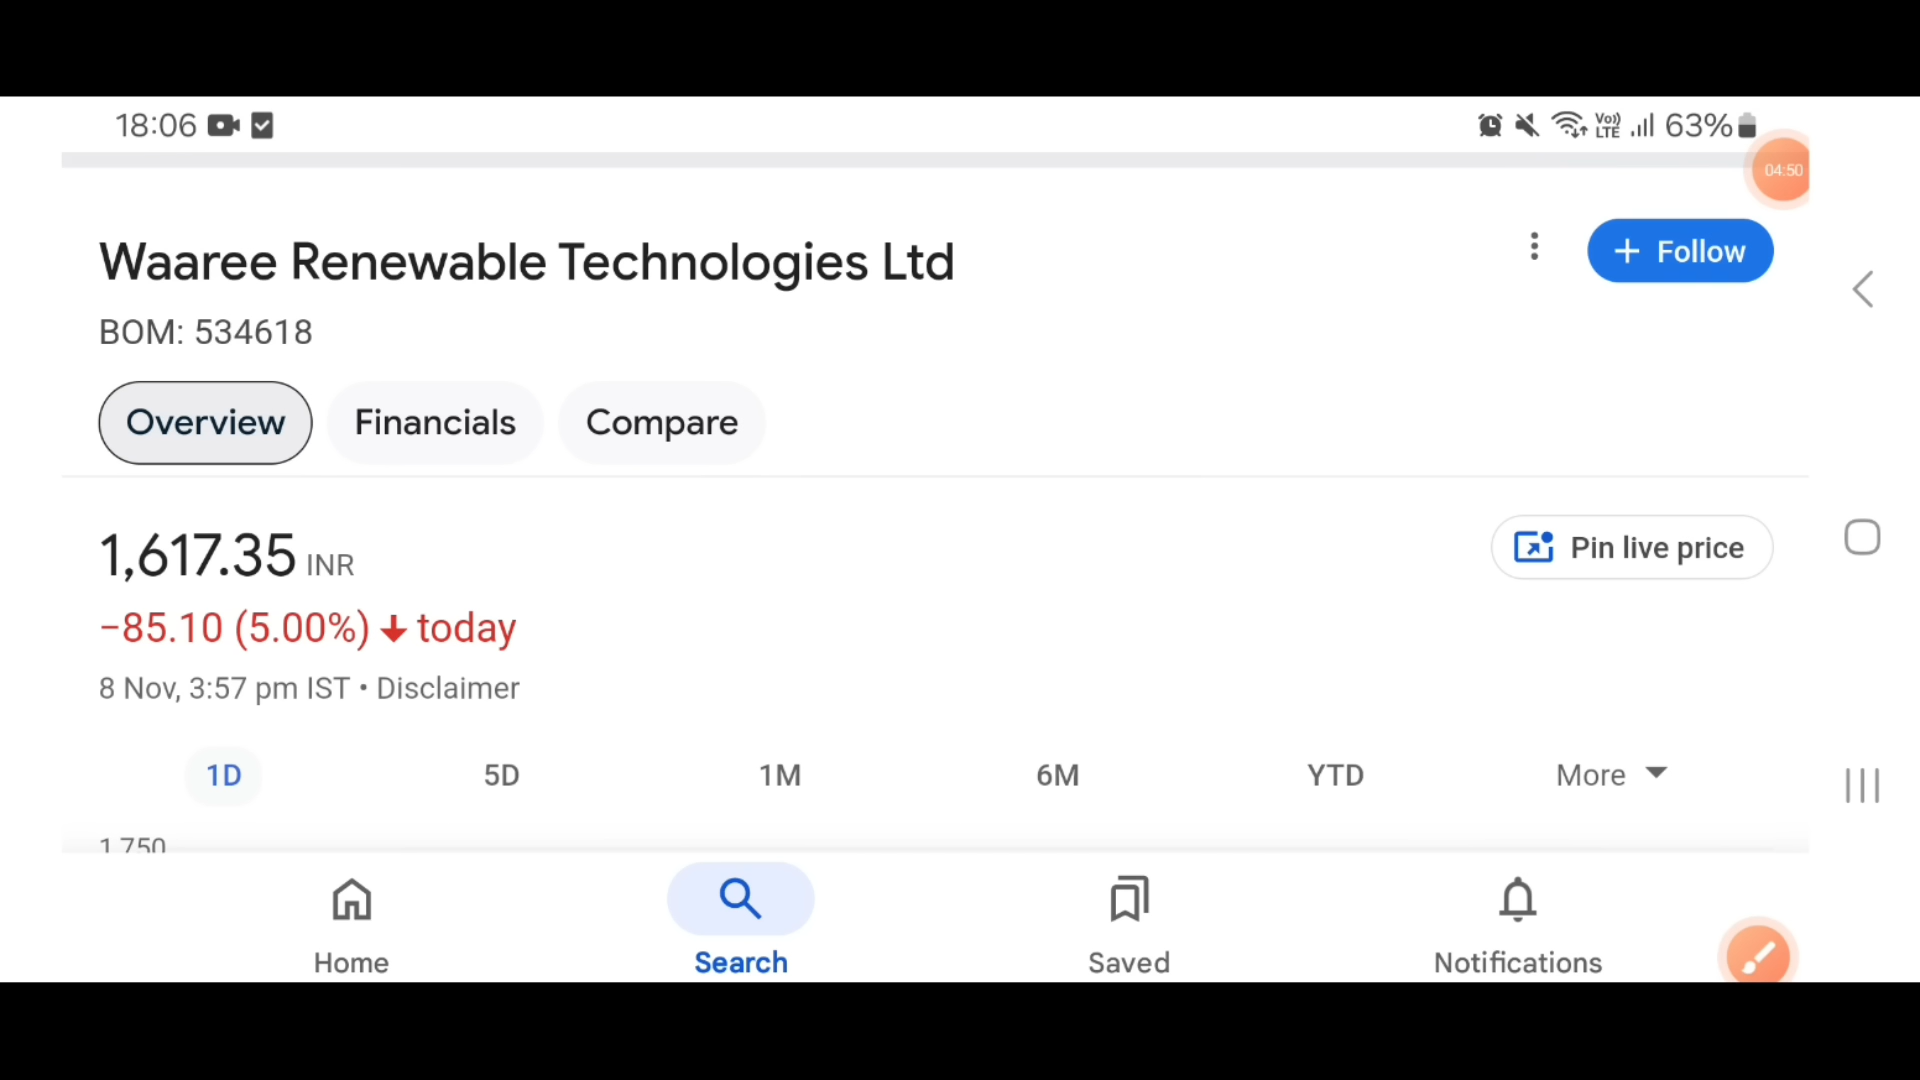 18:06
Vo)) LTE 63%
04:50
Waaree Renewable Technologies Ltd
+ Follow
BOM: 534618
Overview Financials Compare
1,617.35 INR
Pin live price
−85.10 (5.00%) ↓ today
8 Nov, 3:57 pm IST • Disclaimer
1D 5D 1M 6M YTD More
1,750
Home Search Saved Notifications